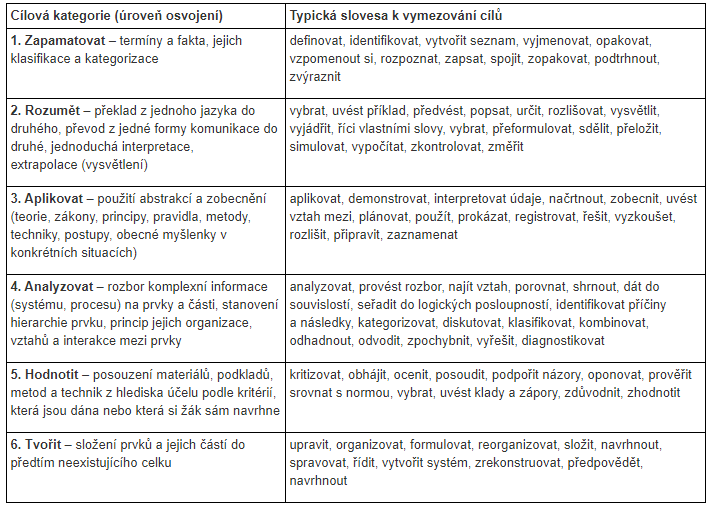 Cílová kategorie (úroveň osvojení)
Typická slovesa k vymezování cílů
1. Zapamatovat – termíny a fakta, jejich
klasifikace a kategorizace
definovat, identifikovat, vytvořit seznam, vyjmenovat, opakovat,
vzpomenout si, rozpoznat, zapsat, spojit, zopakovat, podtrhnout,
zvýraznit
2. Rozumět – překlad z jednoho jazyka do
druhého, převod z jedné formy komunikace do
druhé, jednoduchá interpretace,
extrapolace (vysvětlení)
vybrat, uvést příklad, předvést, popsat, určit, rozlišovat, vysvětlit,
vyjádřit, říci vlastními slovy, vybrat, přeformulovat, sdělit, přeložit,
simulovat, vypočítat, zkontrolovat, změřit
3. Aplikovat – použití abstrakcí a zobecnění
(teorie, zákony, principy, pravidla, metody,
techniky, postupy, obecné myšlenky v
konkrétních situacích)
aplikovat, demonstrovat, interpretovat údaje, načrtnout, zobecnit, uvést
vztah mezi, plánovat, použít, prokázat, registrovat, řešit, vyzkoušet,
rozlišit, připravit, zaznamenat
4. Analyzovat – rozbor komplexní informace
(systému, procesu) na prvky a části, stanovení
hierarchie prvku, princip jejich organizace,
vztahů a interakce mezi prvky
analyzovat, provést rozbor, najít vztah, porovnat, shrnout, dát do
souvislostí, seřadit do logických posloupností, identifikovat příčiny
a následky, kategorizovat, diskutovat, klasifikovat, kombinovat,
odhadnout, odvodit, zpochybnit, vyřešit, diagnostikovat
5. Hodnotit – posouzení materiálů, podkladů,
metod a technik z hlediska účelu podle kritérií,
která jsou dána nebo která si žák sám navrhne
kritizovat, obhájit, ocenit, posoudit, podpořit názory, oponovat, prověřit
srovnat s normou, vybrat, uvést klady a zápory, zdůvodnit, zhodnotit
6. Tvořit – složení prvků a jejich částí do
předtím neexistujícího celku
upravit, organizovat, formulovat, reorganizovat, složit, navrhnout,
spravovat, řídit, vytvořit systém, zrekonstruovat, předpovědět,
navrhnout